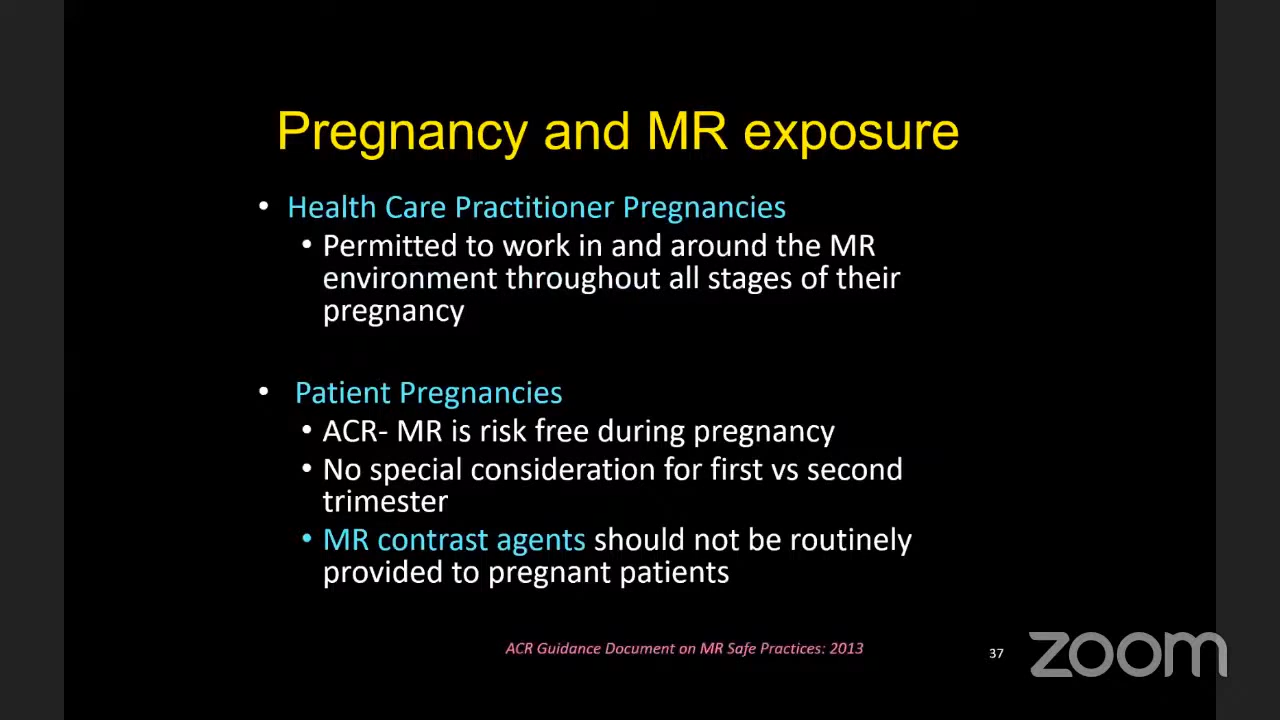 Pregnancy and MR exposure
• Health Care Practitioner Pregnancies
• Permitted to work in and around the MR
environment throughout all stages of their
pregnancy
• Patient Pregnancies
• ACR- MR is risk free during pregnancy
• No special consideration for first vs second
trimester
• MR contrast agents should not be routinely
provided to pregnant patients
ACR Guidance Document on MR Safe Practices: 2013
37
zoom